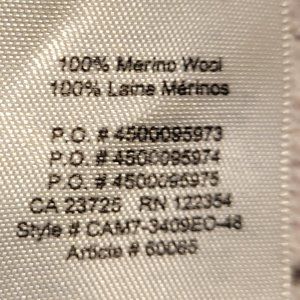 100% Merino Wool
100% Laine Mérinos
P.O. # 4500095973
P.O. # 4500095974
P.O. # 4500095975
CA 23725 RN 122354
Style # CAM7-3409EO-48
Article # 60085